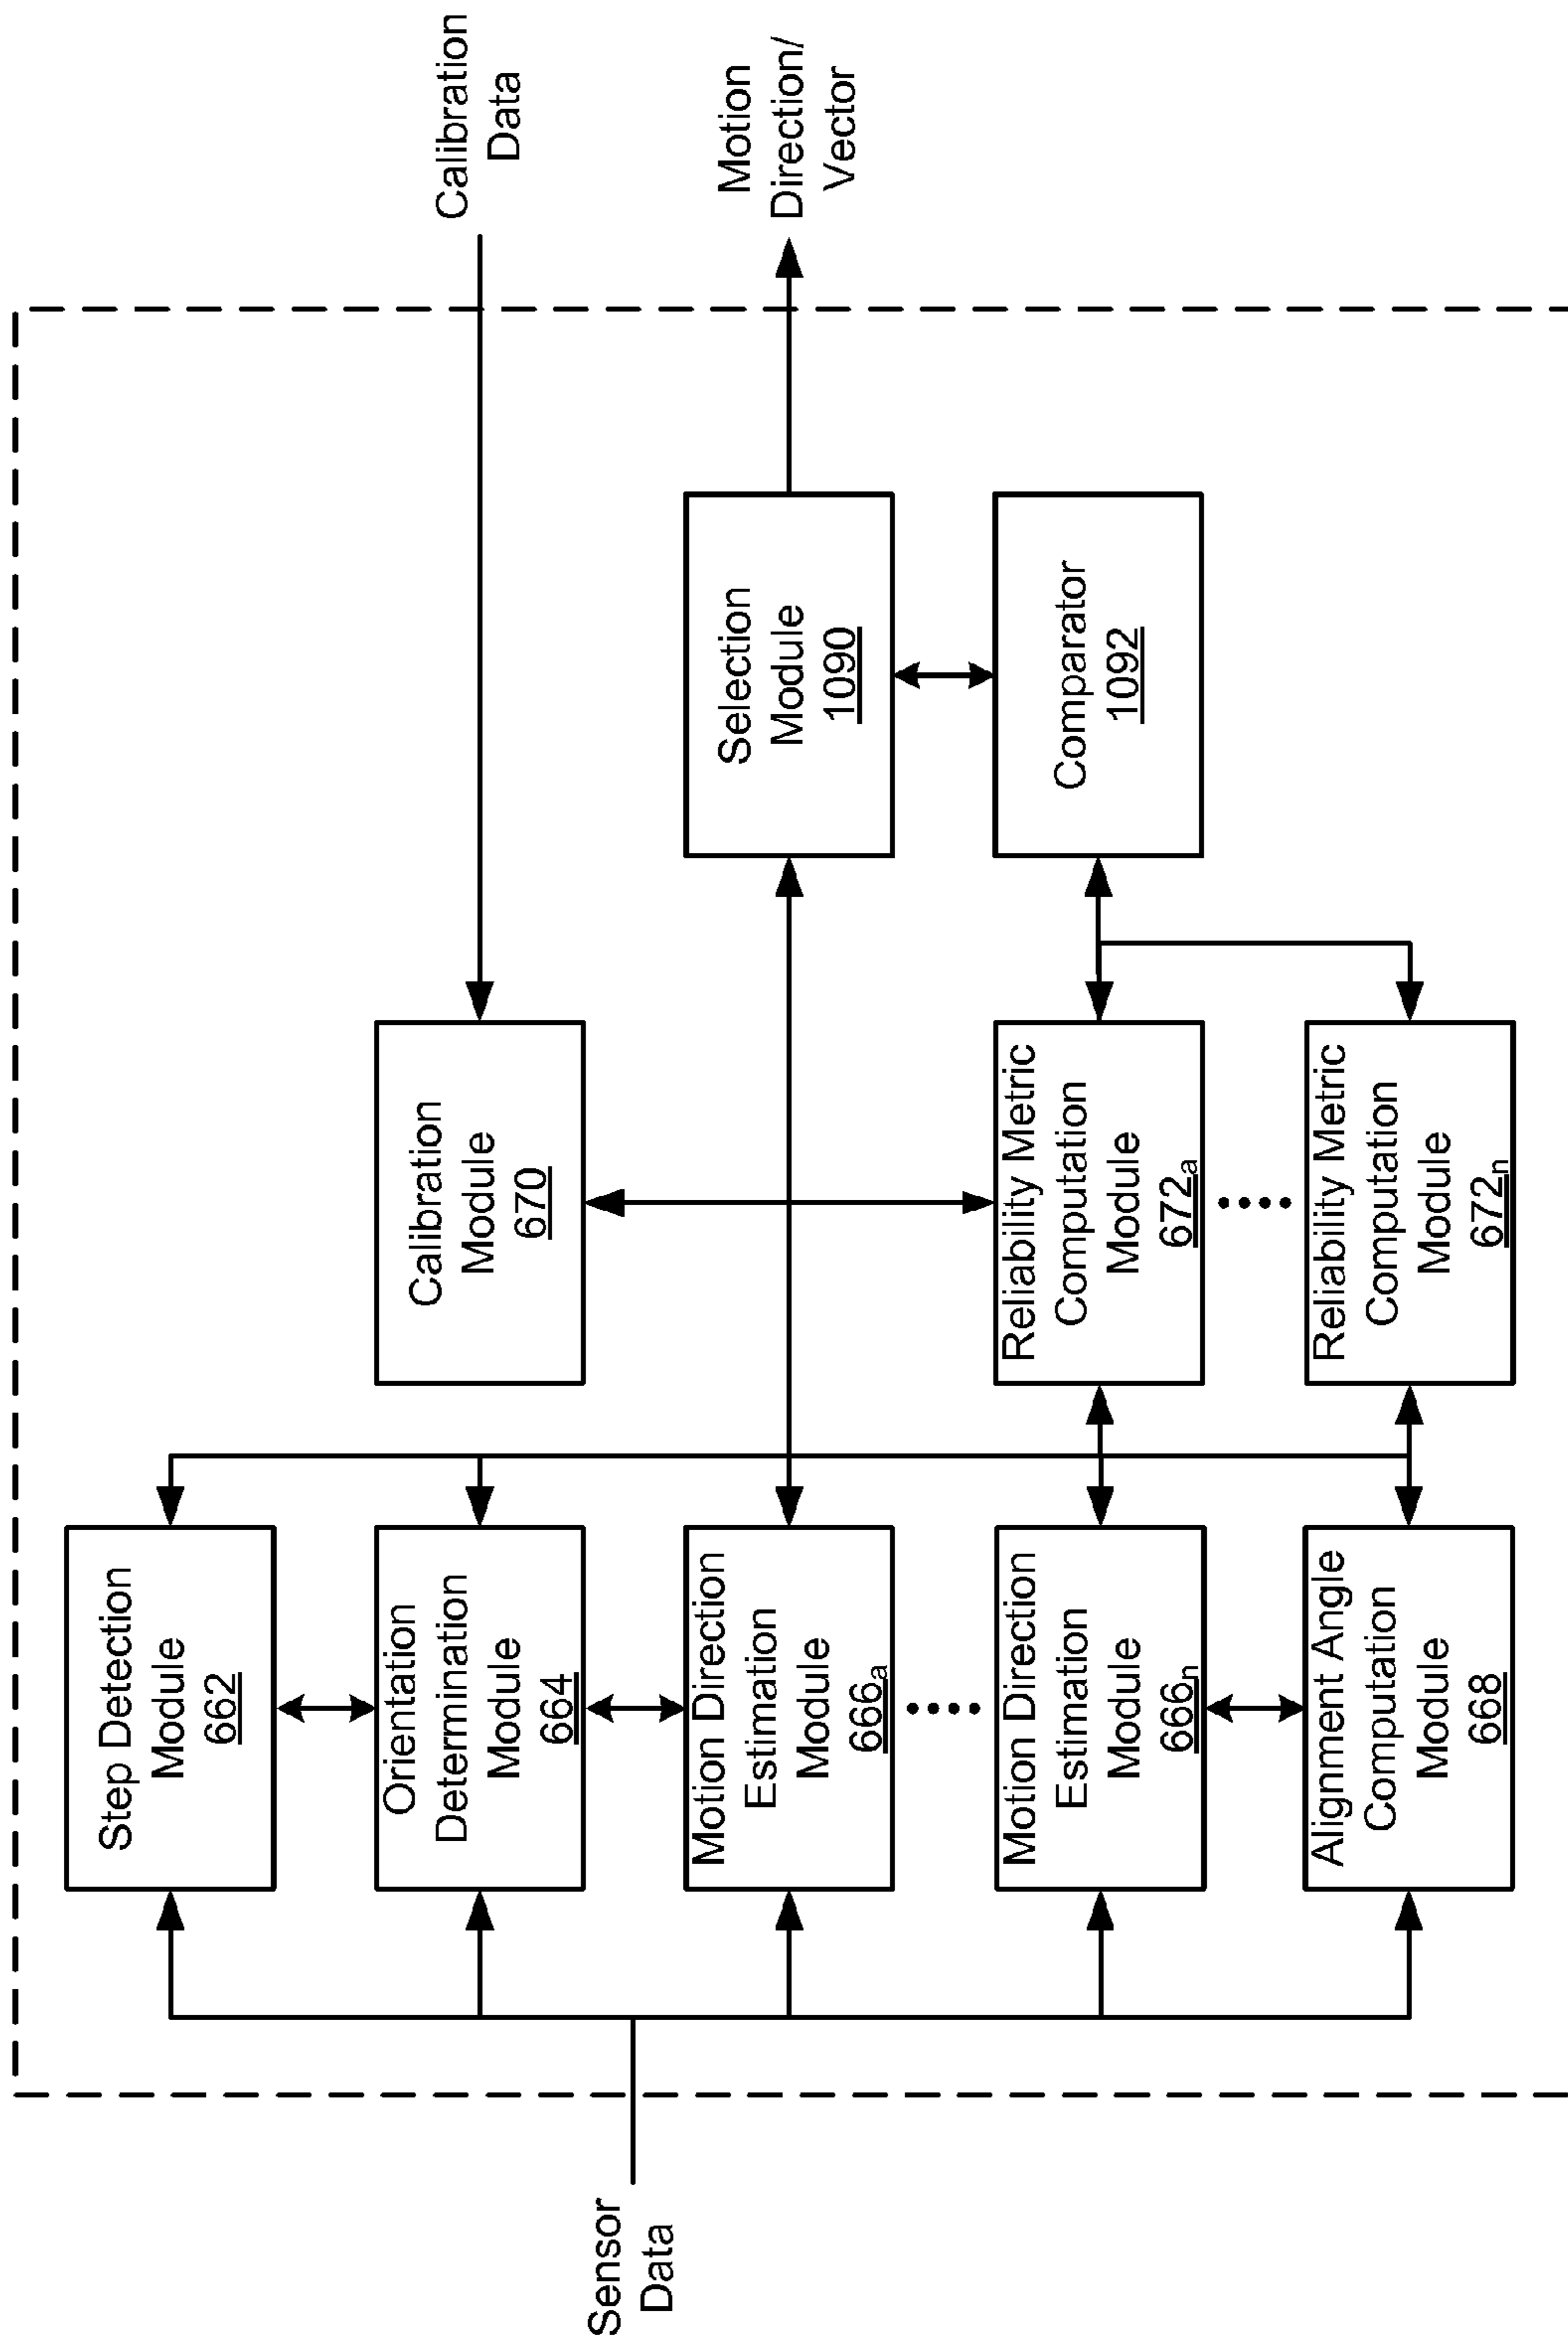 Sensor
Data
Step Detection
Module
662
Orientation
Determination
Module
664
Motion Direction
Estimation
Module
666a
Motion Direction
Estimation
Module
666n
Alignment Angle
Computation
Module
668
Calibration
Module
670
Reliability Metric
Computation
Module
672a
Reliability Metric
Computation
Module
672n
Selection
Module
1090
Comparator
1092
Calibration
Data
Motion
Direction/
Vector